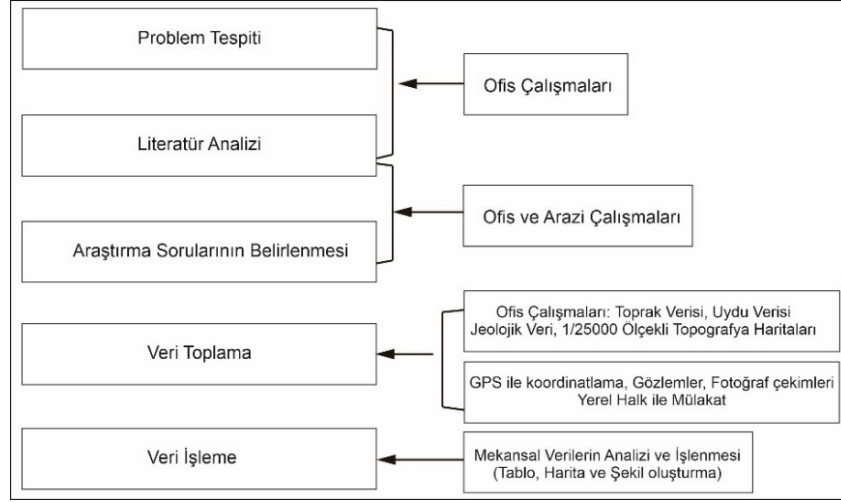 Problem Tespiti
Ofis Çalışmaları
Literatür Analizi
Ofis ve Arazi Çalışmaları
Araştırma Sorularının Belirlenmesi
Veri Toplama
Ofis Çalışmaları: Toprak Verisi, Uydu Verisi
Jeolojik Veri, 1/25000 Ölçekli Topografya Haritaları
GPS ile koordinatlama, Gözlemler, Fotoğraf çekimleri
Yerel Halk ile Mülakat
Veri İşleme
Mekansal Verilerin Analizi ve İşlenmesi
(Tablo, Harita ve Şekil oluşturma)